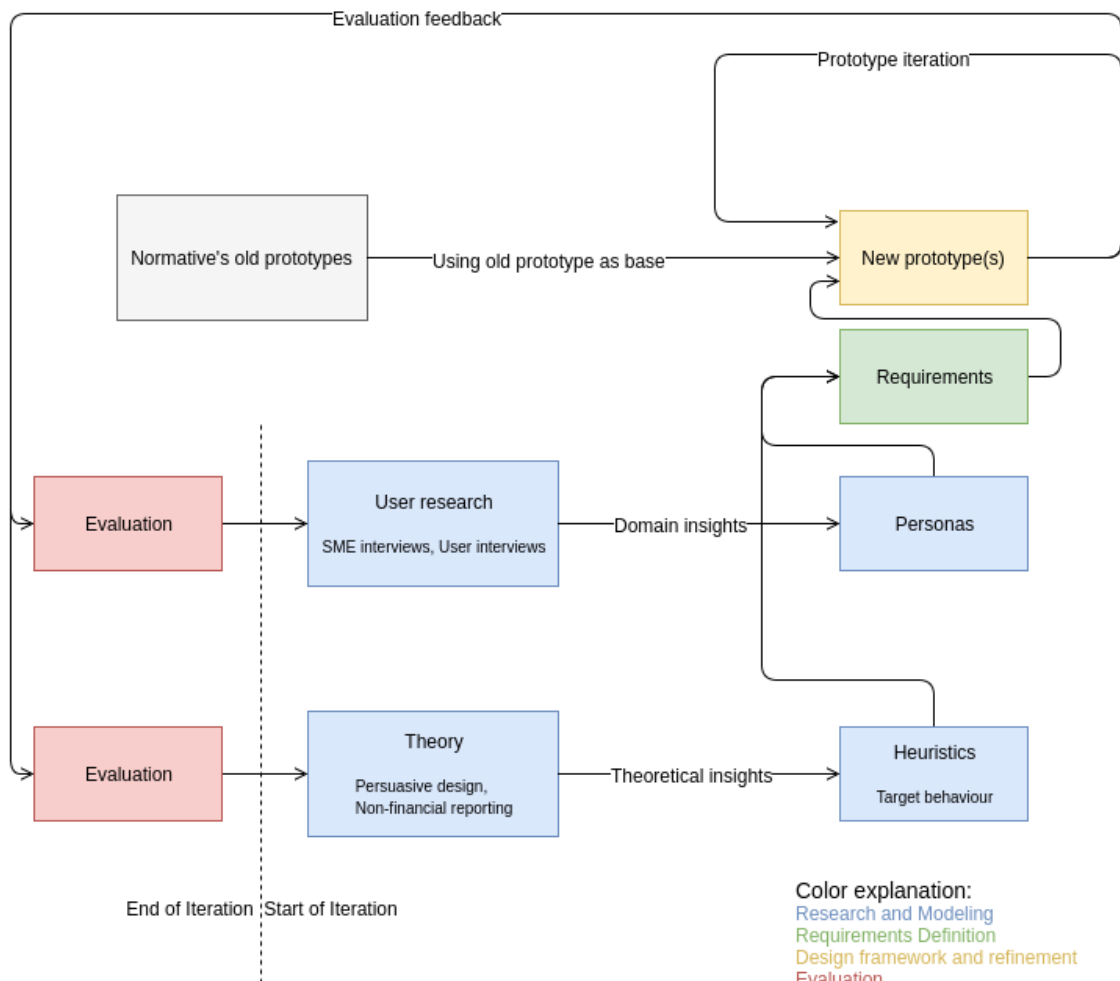 Evaluation feedback
Prototype iteration
Normative's old prototypes
Using old prototype as base
New prototype(s)
Requirements
Evaluation
User research
SME interviews, User interviews
Domain insights
Personas
Evaluation
Theory
Persuasive design,
Non-financial reporting
Theoretical insights
Heuristics
Target behaviour
End of Iteration
Start of Iteration
Color explanation:
Research and Modeling
Requirements Definition
Design framework and refinement
Evaluation